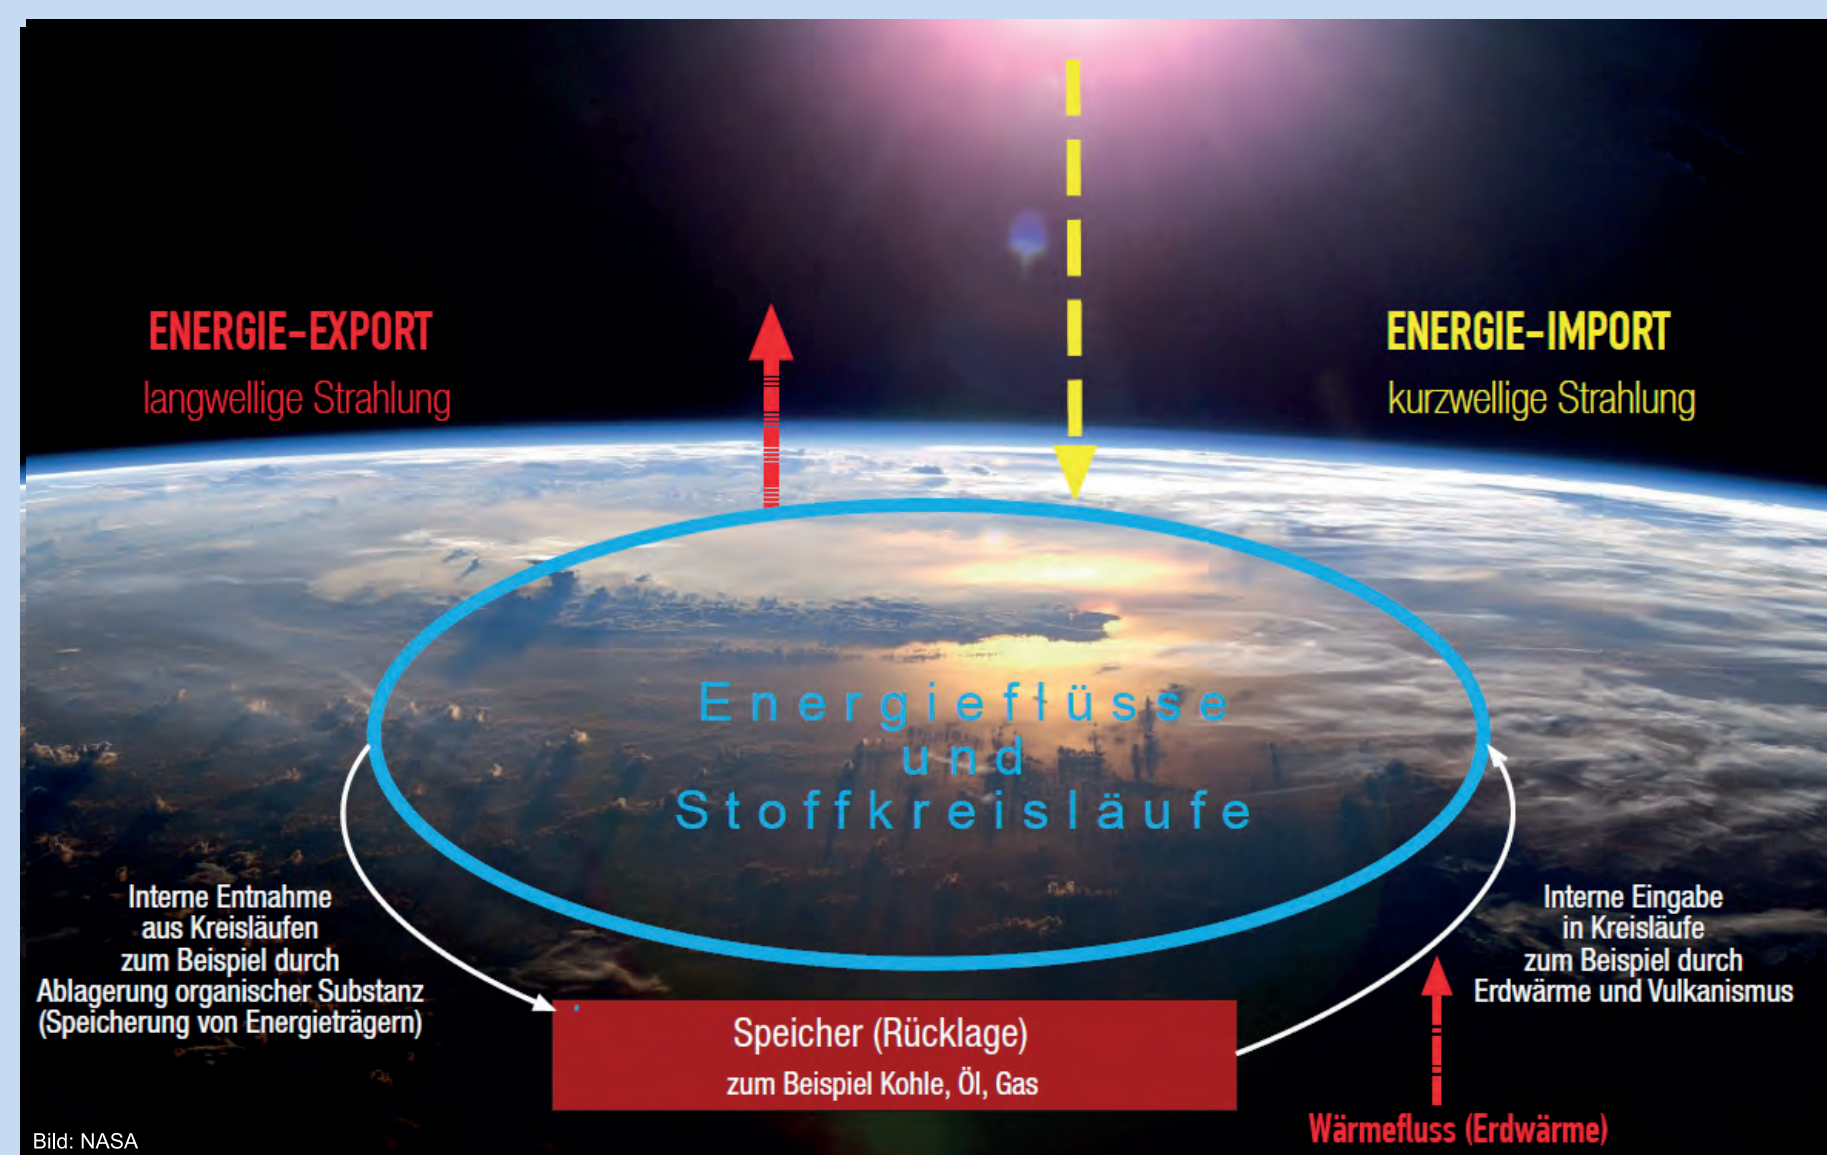 ENERGIE-EXPORT
langwellige Strahlung
ENERGIE-IMPORT
kurzwellige Strahlung
Energieflüsse
und
Stoffkreisläufe
Interne Entnahme
aus Kreisläufen
zum Beispiel durch
Ablagerung organischer Substanz
(Speicherung von Energieträgern)
Interne Eingabe
in Kreisläufe
zum Beispiel durch
Erdwärme und Vulkanismus
Speicher (Rücklage)
zum Beispiel Kohle, Öl, Gas
Wärmefluss (Erdwärme)
Bild: NASA